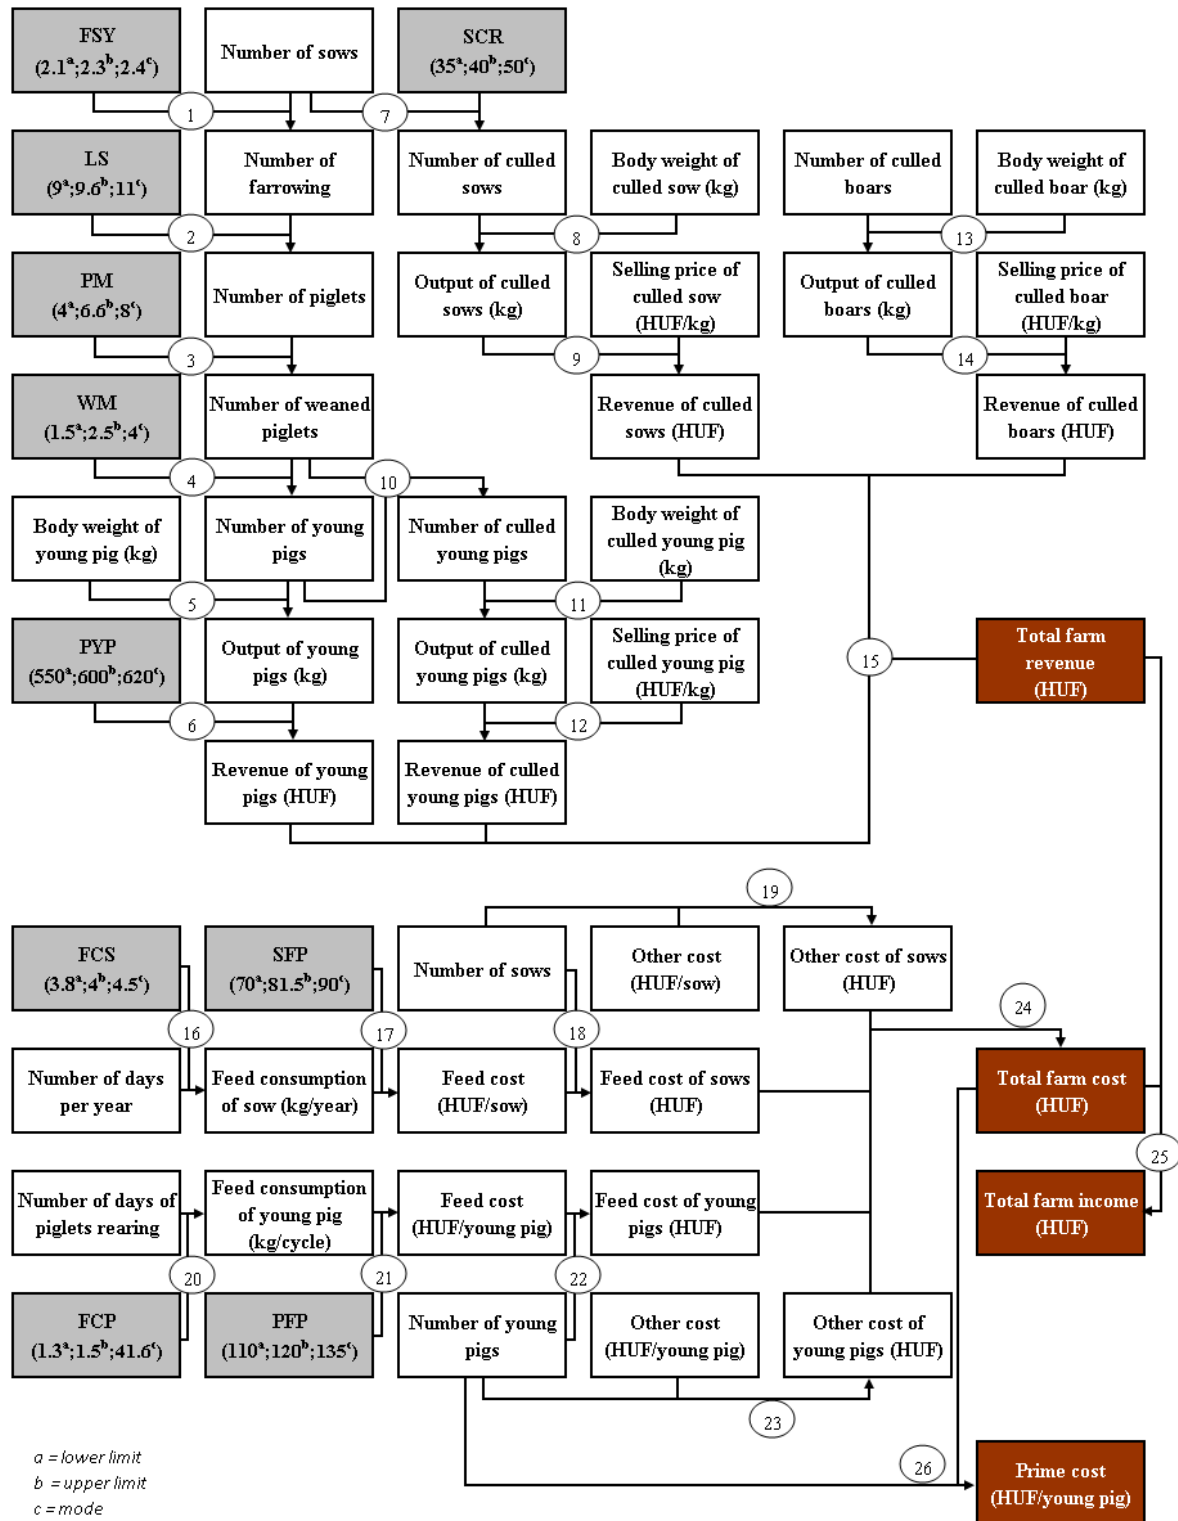 FSY
(2.1ᵃ;2.3ᵇ;2.4ᶜ)
Number of sows
SCR
(35ᵃ;40ᵇ;50ᶜ)
1
7
LS
(9ᵃ;9.6ᵇ;11ᶜ)
Number of
farrowing
Number of culled
sows
Body weight of
culled sow (kg)
Number of culled
boars
Body weight of
culled boar (kg)
2
8
13
PM
(4ᵃ;6.6ᵇ;8ᶜ)
Number of piglets
Output of culled
sows (kg)
Selling price of
culled sow
(HUF/kg)
Output of culled
boars (kg)
Selling price of
culled boar
(HUF/kg)
3
9
14
WM
(1.5ᵃ;2.5ᵇ;4ᶜ)
Number of weaned
piglets
Revenue of culled
sows (HUF)
Revenue of culled
boars (HUF)
4
10
Body weight of
young pig (kg)
Number of young
pigs
Number of culled
young pigs
Body weight of
culled young pig
(kg)
5
11
PYP
(550ᵃ;600ᵇ;620ᶜ)
Output of young
pigs (kg)
Output of culled
young pigs (kg)
Selling price of
culled young pig
(HUF/kg)
15
Total farm
revenue
(HUF)
6
12
Revenue of young
pigs (HUF)
Revenue of culled
young pigs (HUF)
19
FCS
(3.8ᵃ;4ᵇ;4.5ᶜ)
SFP
(70ᵃ;81.5ᵇ;90ᶜ)
Number of sows
Other cost
(HUF/sow)
Other cost of sows
(HUF)
16
17
18
24
Number of days
per year
Feed consumption
of sow (kg/year)
Feed cost
(HUF/sow)
Feed cost of sows
(HUF)
Total farm cost
(HUF)
25
Number of days of
piglets rearing
Feed consumption
of young pig
(kg/cycle)
Feed cost
(HUF/young pig)
Feed cost of young
pigs (HUF)
Total farm income
(HUF)
20
21
22
FCP
(1.3ᵃ;1.5ᵇ;41.6ᶜ)
PFP
(110ᵃ;120ᵇ;135ᶜ)
Number of young
pigs
Other cost
(HUF/young pig)
Other cost of
young pigs (HUF)
23
26
Prime cost
(HUF/young pig)
a = lower limit
b = upper limit
c = mode